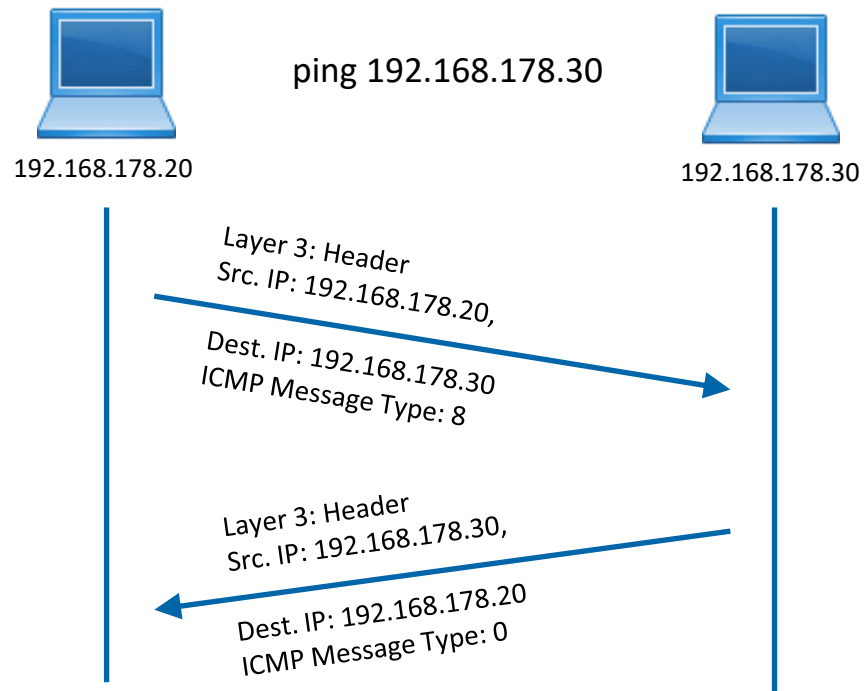 ping 192.168.178.30
192.168.178.20
192.168.178.30
Layer 3: Header
Src. IP: 192.168.178.20,
Dest. IP: 192.168.178.30
ICMP Message Type: 8
Layer 3: Header
Src. IP: 192.168.178.30,
Dest. IP: 192.168.178.20
ICMP Message Type: 0